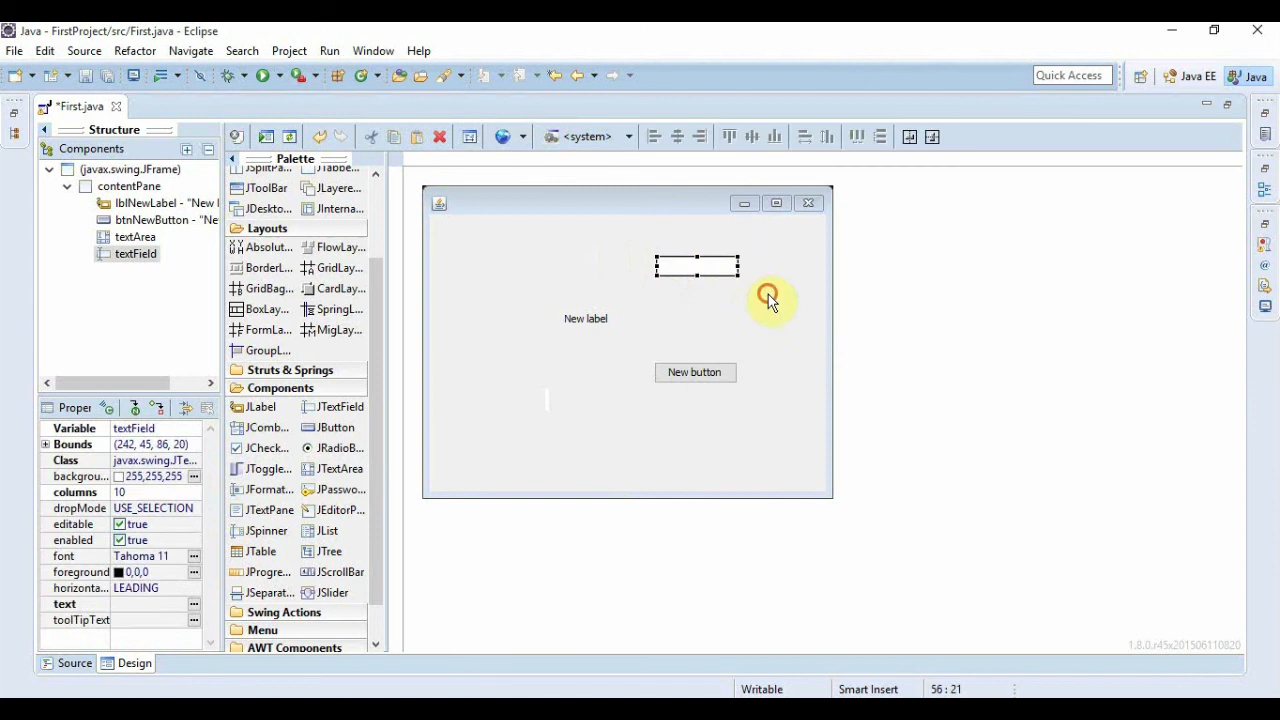 Java - FirstProject/src/First.java - Eclipse
File Edit Source Refactor Navigate Search Project Run Window Help
Quick Access
Java EE
Java
*First.java
Structure
Components
(javax.swing.JFrame)
contentPane
lblNewLabel - "New l
btnNewButton - "Ne
textArea
textField
Proper
Variable textField
Bounds (242, 45, 86, 20)
Class javax.swing.JTe...
backgrou... 255,255,255
columns 10
dropMode USE_SELECTION
editable true
enabled true
font Tahoma 11
foreground 0,0,0
horizonta... LEADING
text
toolTipText
Source Design
<system>
Palette
JSplitPa... JTabbe...
JToolBar JLayere...
JDeskto... JInterna...
Layouts
Absolut... FlowLay...
BorderL... GridLay...
GridBag... CardLay...
BoxLay... SpringL...
FormLa... MigLay...
GroupL...
Struts & Springs
Components
JLabel JTextField
JComb... JButton
JCheck... JRadioB...
JToggle... JTextArea
JFormat... JPasswo...
JTextPane JEditorP...
JSpinner JList
JTable JTree
JProgre... JScrollBar
JSeparat... JSlider
Swing Actions
Menu
AWT Components
New label
New button
1.8.0.r45x201506110820
Writable Smart Insert 56 : 21